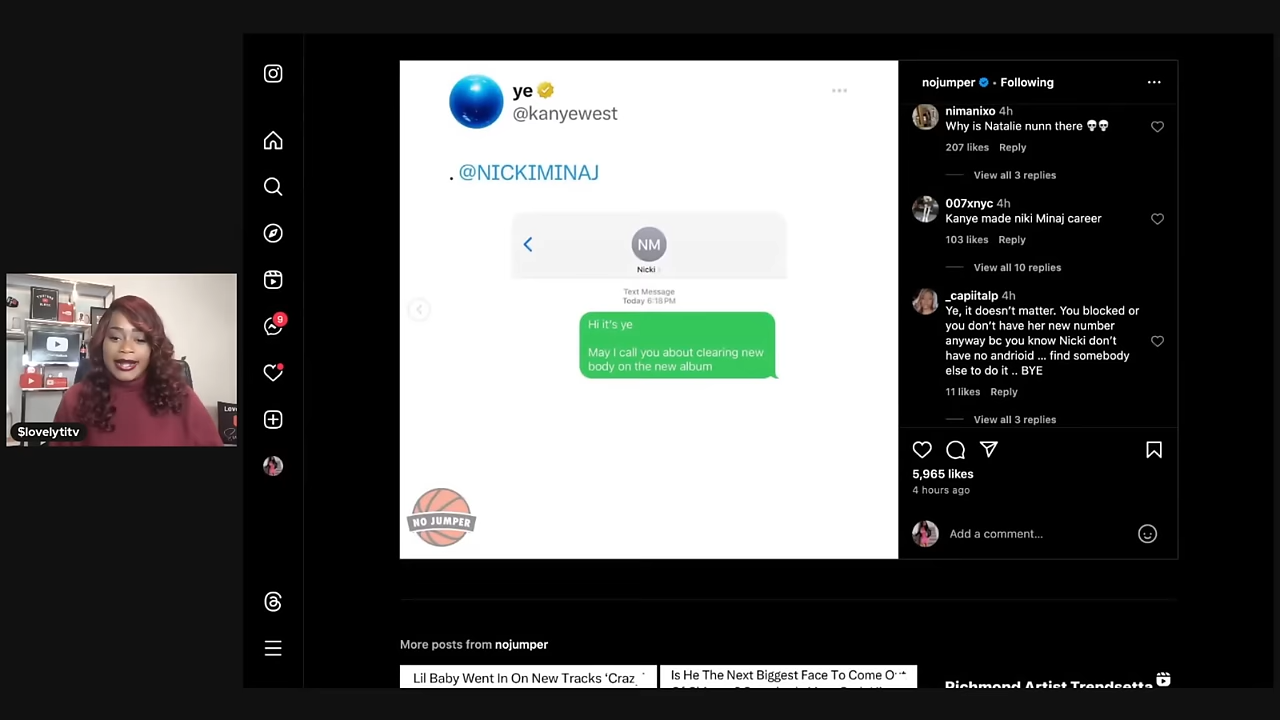 ye
@kanyewest
. @NICKIMINAJ
NM
Nicki
Text Message
Today 6:18 PM
Hi it's ye
May I call you about clearing new
body on the new album
NO JUMPER
nojumper • Following
nimanixo 4h
Why is Natalie nunn there 💀💀
207 likes Reply
View all 3 replies
007xnyc 4h
Kanye made niki Minaj career
103 likes Reply
View all 10 replies
_capiitalp 4h
Ye, it doesn't matter. You blocked or
you don't have her new number
anyway bc you know Nicki don't
have no andrioid ... find somebody
else to do it .. BYE
11 likes Reply
View all 3 replies
5,965 likes
4 hours ago
Add a comment...
9
$lovelytitv
More posts from nojumper
Lil Baby Went In On New Tracks 'Craz
Is He The Next Biggest Face To Come Out
Richmond Artist Trendsetta